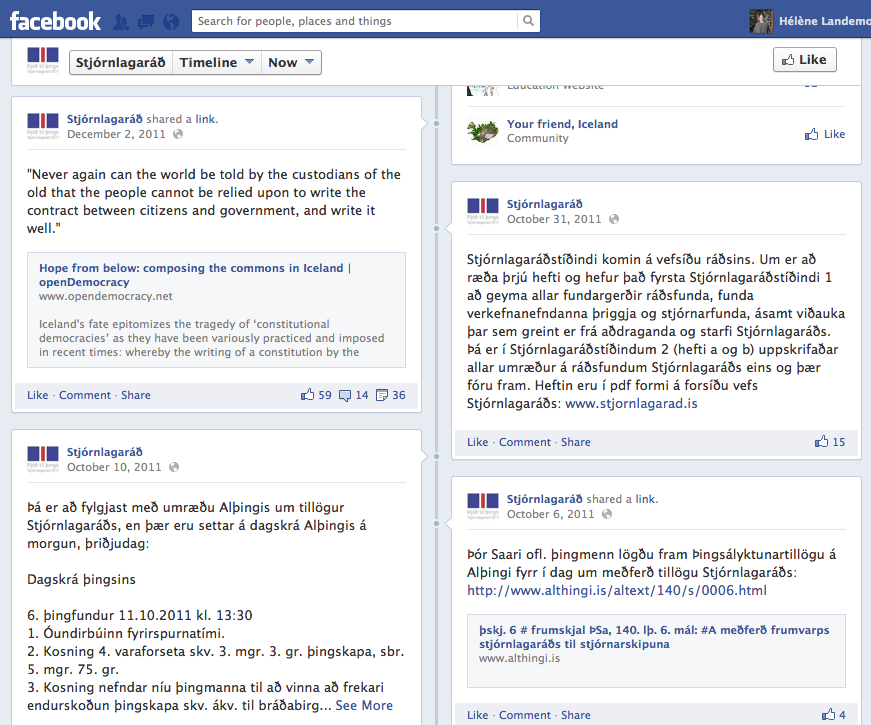 facebook
Search for people, places and things
Hélène Landemo
Stjórnlagaráð
Timeline
Now
Like
Stjórnlagaráð shared a link.
December 2, 2011
"Never again can the world be told by the custodians of the
old that the people cannot be relied upon to write the
contract between citizens and government, and write it
well."
Hope from below: composing the commons in Iceland |
openDemocracy
www.opendemocracy.net
Iceland's fate epitomizes the tragedy of ‘constitutional
democracies’ as they have been variously practiced and imposed
in recent times: whereby the writing of a constitution by the
Like · Comment · Share
59
14
36
Stjórnlagaráð
October 10, 2011
Þá er að fylgjast með umræðu Alþingis um tillögur
Stjórnlagaráðs, en þær eru settar á dagskrá Alþingis á
morgun, þriðjudag:
Dagskrá þingsins
6. þingfundur 11.10.2011 kl. 13:30
1. Óundirbúinn fyrirspurnatími.
2. Kosning 4. varaforseta skv. 3. mgr. 3. gr. þingskapa, sbr.
5. mgr. 75. gr.
3. Kosning nefndar níu þingmanna til að vinna að frekari
endurskoðun þingskapa skv. ákv. til bráðabirg... See More
Education Website
Your friend, Iceland
Community
Like
Stjórnlagaráð
October 31, 2011
Stjórnlagaráðstíðindi komin á vefsíðu ráðsins. Um er að
ræða þrjú hefti og hefur það fyrsta Stjórnlagaráðstíðindi 1
að geyma allar fundargerðir ráðsfunda, funda
verkefnanefndanna þriggja og stjórnarfunda, ásamt viðauka
þar sem greint er frá aðdraganda og starfi Stjórnlagaráðs.
Þá er í Stjórnlagaráðstíðindum 2 (hefti a og b) uppskrifaðar
allar umræður á ráðsfundum Stjórnlagaráðs eins og þær
fóru fram. Heftin eru í pdf formi á forsíðu vefs
Stjórnlagaráðs: www.stjornlagarad.is
Like · Comment · Share
15
Stjórnlagaráð shared a link.
October 6, 2011
Þór Saari ofl. þingmenn lögðu fram Þingsályktunartillögu á
Alþingi fyrr í dag um meðferð tillögu Stjórnlagaráðs:
http://www.althingi.is/altext/140/s/0006.html
þskj. 6 # frumskjal ÞSa, 140. lþ. 6. mál: #A meðferð frumvarps
stjórnlagaráðs til stjórnarskipuna
www.althingi.is
Like · Comment · Share
4